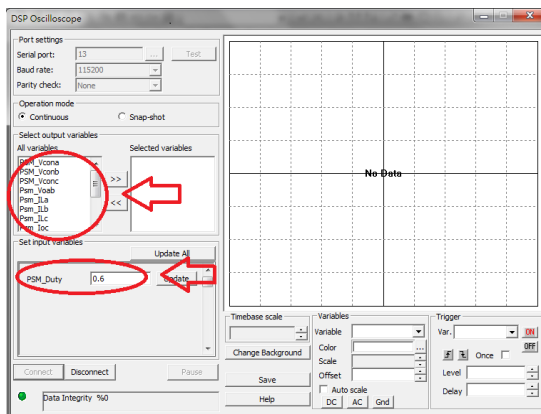 DSP Oscilloscope
Port settings
Serial port: 13 ... Test
Baud rate: 115200
Parity check: None
Operation mode
Continuous Snap-shot
Select output variables
All variables Selected variables
PSM_Vcona
PSM_Vconb
PSM_Vconc
Psm_Voab
Psm_ILa
Psm_ILb
Psm_ILc
Psm_Ioc
>>
<<
Set input variables
Update All
PSM_Duty 0.6 Update
Connect Disconnect Pause
Data Integrity %0
No Data
Timebase scale
Change Background
Save
Help
Variables
Variable
Color ...
Scale
Offset
Auto scale
DC AC Gnd
Trigger
Var. ON
OFF
Once
Level
Delay